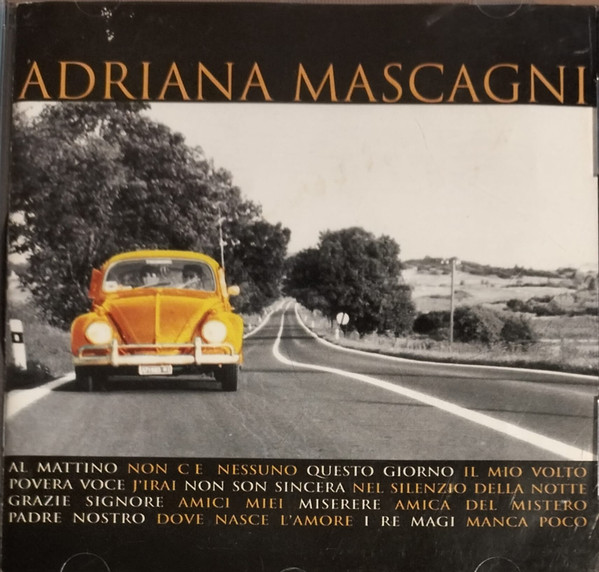 ADRIANA MASCAGNI
AL MATTINO NON C E NESSUNO QUESTO GIORNO IL MIO VOLTO
POVERA VOCE J'IRAI NON SON SINCERA NEL SILENZIO DELLA NOTTE
GRAZIE SIGNORE AMICI MIEI MISERERE AMICA DEL MISTERO
PADRE NOSTRO DOVE NASCE L'AMORE I RE MAGI MANCA POCO